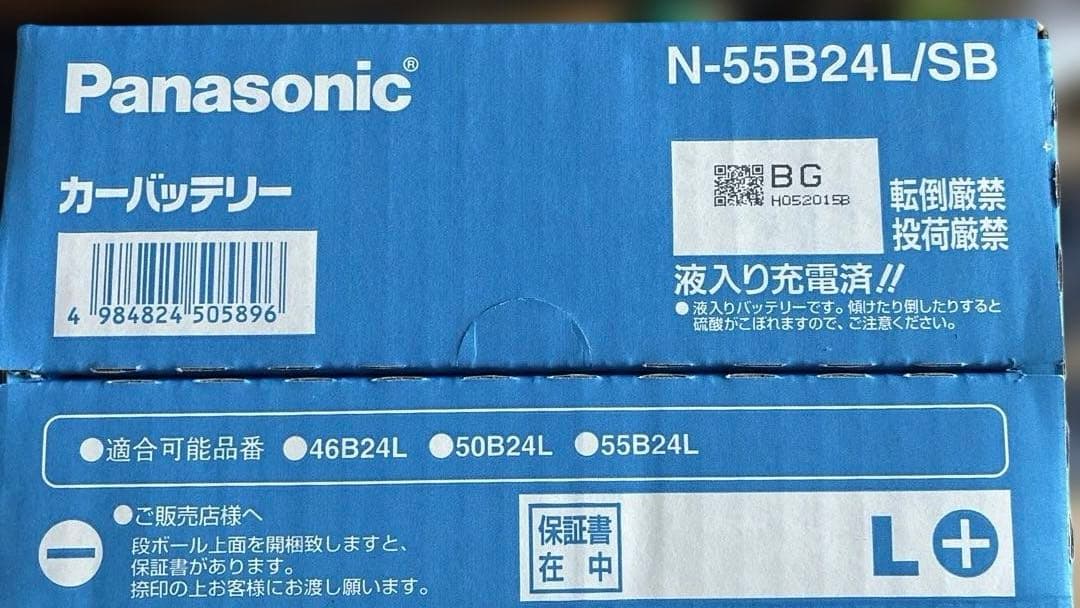 Panasonic®
N-55B24L/SB
カーバッテリー
4 984824 505896
BG
H052015B
転倒厳禁
投荷厳禁
液入り充電済!!
●液入りバッテリーです。傾けたり倒したりすると
硫酸がこぼれますので、ご注意ください。
●適合可能品番 ●46B24L ●50B24L ●55B24L
●ご販売店様へ
段ボール上面を開梱致しますと、
保証書があります。
捺印の上お客様にお渡し願います。
保証書
在中
L